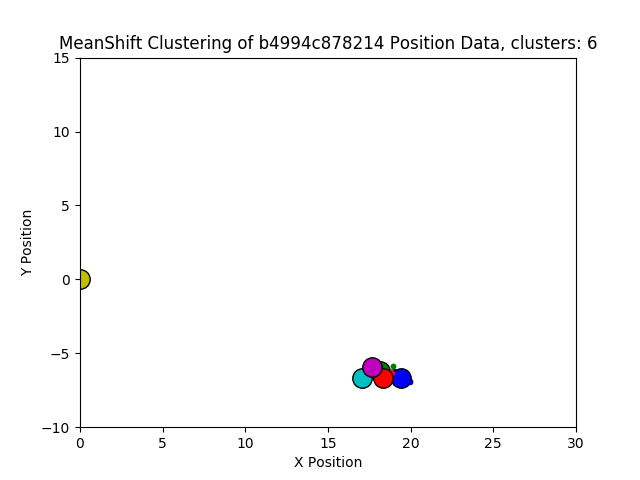 MeanShift Clustering of b4994c878214 Position Data, clusters: 6
15
10
5
0
−5
−10
Y Position
0 5 10 15 20 25 30
X Position